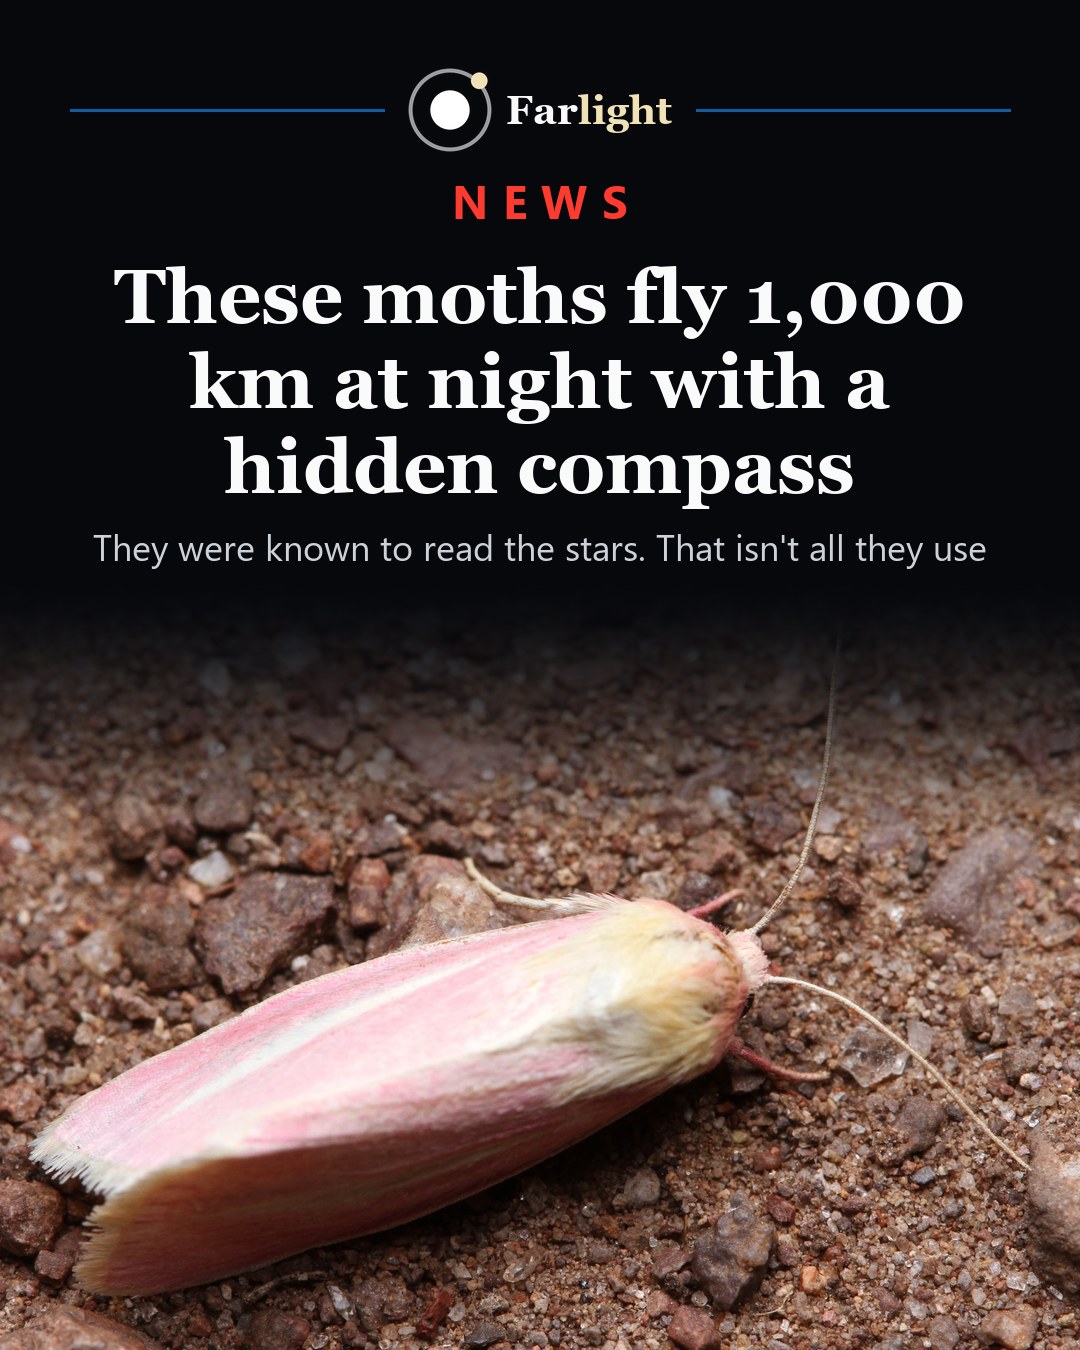 Farlight
NEWS
These moths fly 1,000
km at night with a
hidden compass
They were known to read the stars. That isn't all they use